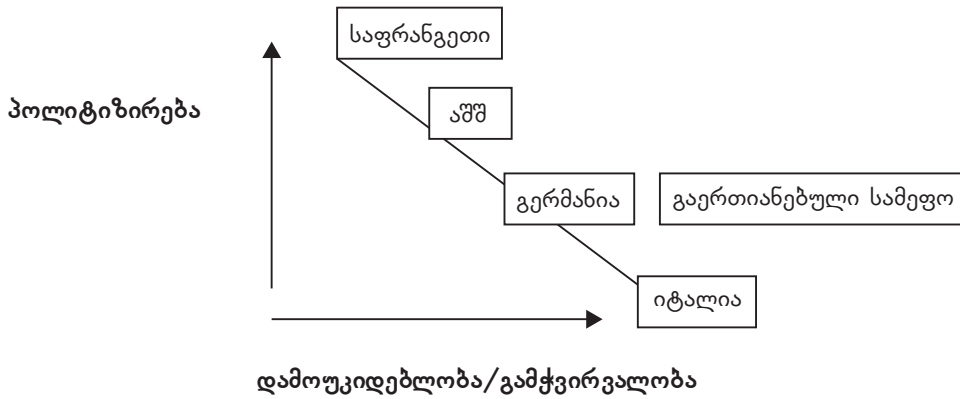 საფრანგეთი
პოლიტიზირება
აშშ
გერმანია
გაერთიანებული სამეფო
იტალია
დამოუკიდებლობა/გამჭვირვალობა